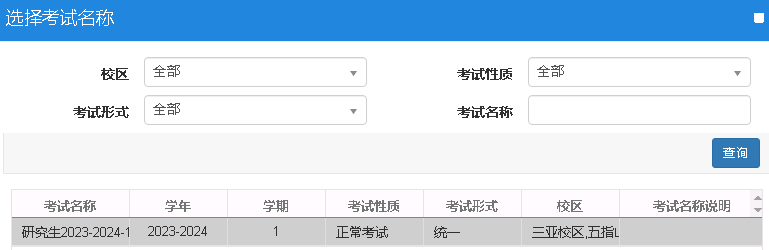 选择考试名称
校区 全部 考试性质 全部
考试形式 全部 考试名称
查询
考试名称 学年 学期 考试性质 考试形式 校区 考试名称说明
研究生2023-2024-1 2023-2024 1 正常考试 统一 三亚校区,五指